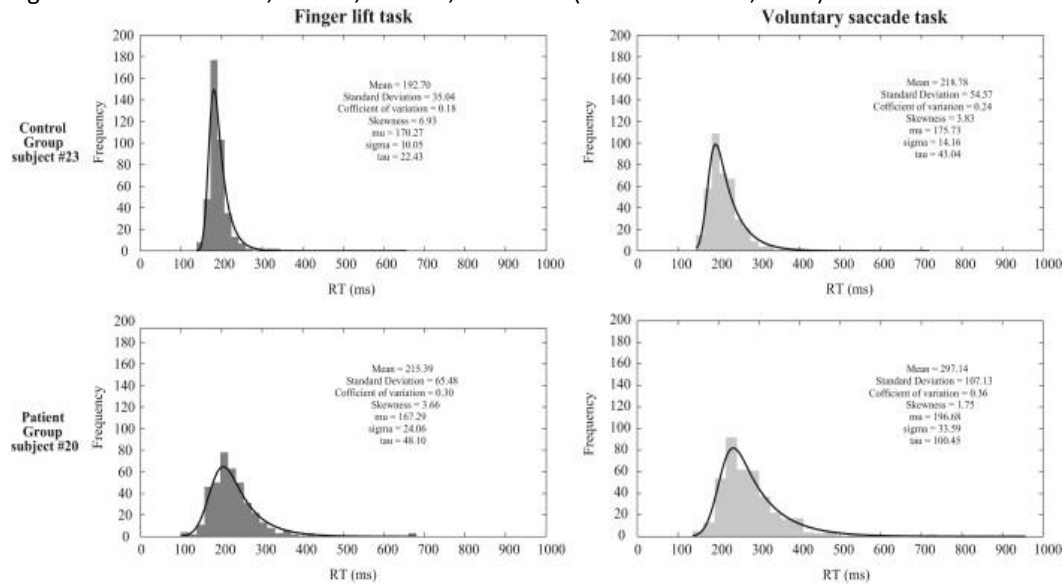 Finger lift task
Voluntary saccade task
200
180
160
140
120
100
80
60
40
20
0
Frequency
Control
Group
subject #23
Mean = 192.70
Standard Deviation = 35.04
Coefficient of variation = 0.18
Skewness = 6.93
mu = 170.27
sigma = 10.05
tau = 22.43
0 100 200 300 400 500 600 700 800 900 1000
RT (ms)
200
180
160
140
120
100
80
60
40
20
0
Frequency
Mean = 218.78
Standard Deviation = 54.57
Coefficient of variation = 0.24
Skewness = 3.83
mu = 175.73
sigma = 14.16
tau = 43.04
0 100 200 300 400 500 600 700 800 900 1000
RT (ms)
200
180
160
140
120
100
80
60
40
20
0
Frequency
Patient
Group
subject #20
Mean = 215.39
Standard Deviation = 65.48
Coefficient of variation = 0.30
Skewness = 3.66
mu = 167.29
sigma = 24.06
tau = 48.10
0 100 200 300 400 500 600 700 800 900 1000
RT (ms)
200
180
160
140
120
100
80
60
40
20
0
Frequency
Mean = 297.14
Standard Deviation = 107.13
Coefficient of variation = 0.36
Skewness = 1.75
mu = 196.68
sigma = 33.59
tau = 100.45
0 100 200 300 400 500 600 700 800 900 1000
RT (ms)